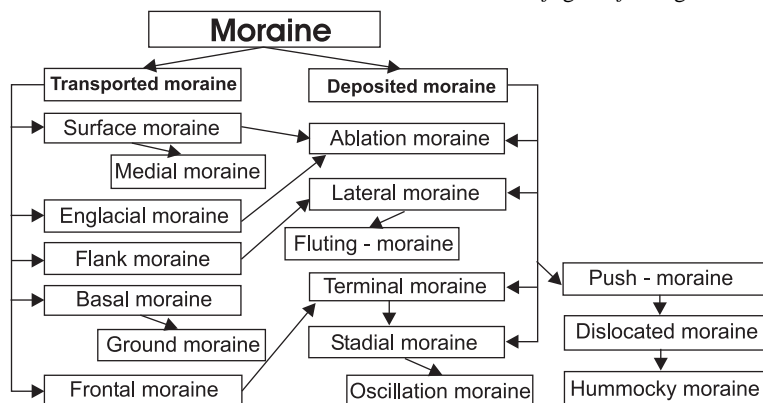 Moraine
Transported moraine
Deposited moraine
Surface moraine
Ablation moraine
Medial moraine
Lateral moraine
Englacial moraine
Fluting - moraine
Flank moraine
Push - moraine
Terminal moraine
Basal moraine
Dislocated moraine
Ground moraine
Stadial moraine
Frontal moraine
Oscillation moraine
Hummocky moraine